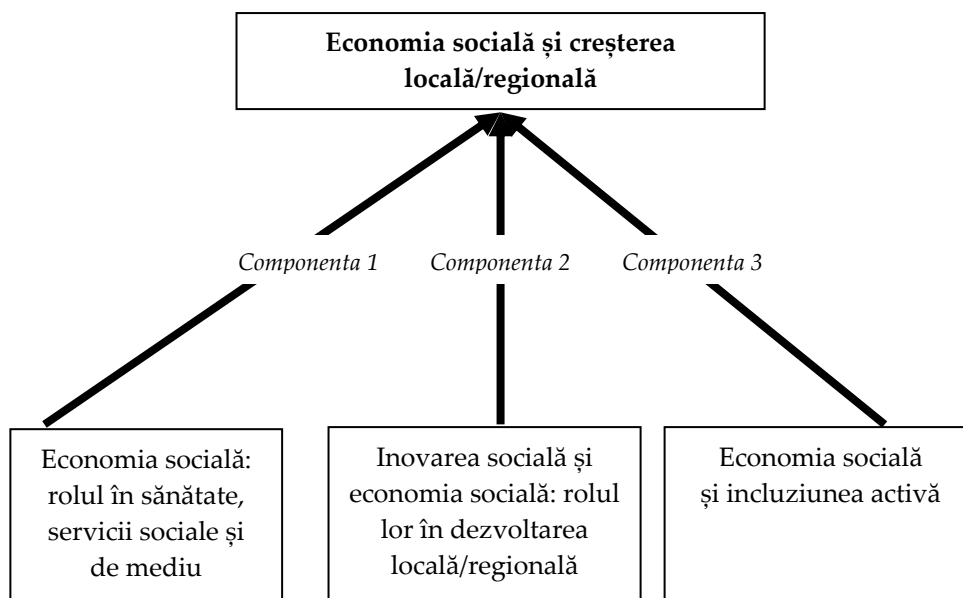 Economia socială și creșterea
locală/regională
Componenta 1
Componenta 2
Componenta 3
Economia socială:
rolul în sănătate,
servicii sociale și
de mediu
Inovarea socială și
economia socială: rolul
lor în dezvoltarea
locală/regională
Economia socială
și incluziunea activă